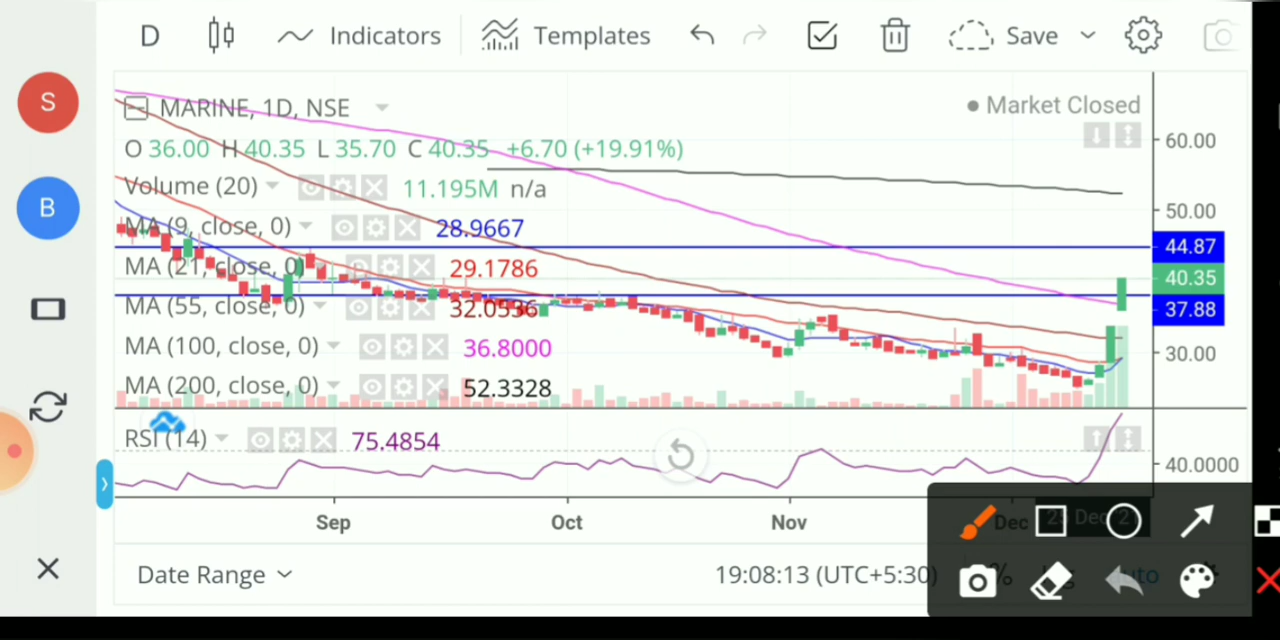 D Indicators Templates Save
S
MARINE, 1D, NSE Market Closed
O 36.00 H 40.35 L 35.70 C 40.35 +6.70 (+19.91%)
60.00
Volume (20) 11.195M n/a
B
50.00
MA (9, close, 0) 28.9667
44.87
MA (21, close, 0) 29.1786
40.35
MA (55, close, 0) 32.0536
37.88
MA (100, close, 0) 36.8000
30.00
MA (200, close, 0) 52.3328
RSI (14) 75.4854
40.0000
Sep Oct Nov Dec 25 Dec
Date Range 19:08:13 (UTC+5:30) %